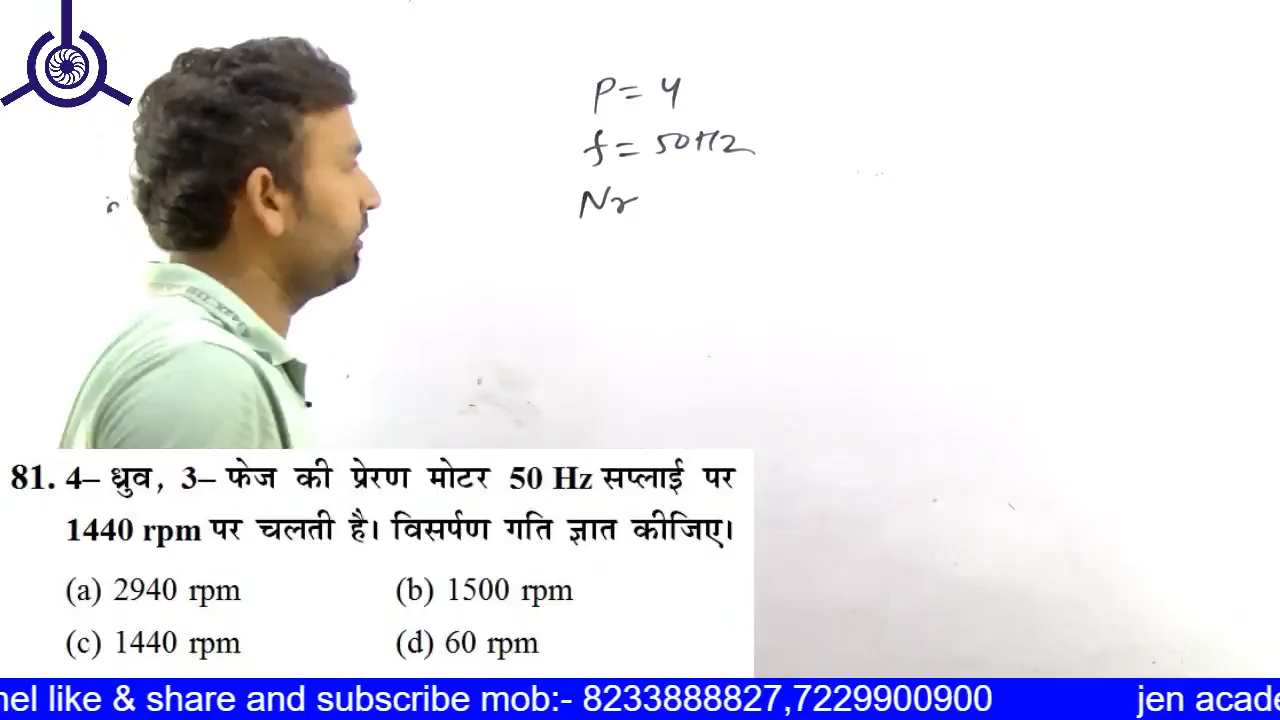 P = 4
f = 50Hz
Nr
81. 4– ध्रुव, 3– फेज की प्रेरण मोटर 50 Hz सप्लाई पर
1440 rpm पर चलती है। विसर्पण गति ज्ञात कीजिए।
(a) 2940 rpm (b) 1500 rpm
(c) 1440 rpm (d) 60 rpm
nel like & share and subscribe mob:- 8233888827,7229900900 jen acade